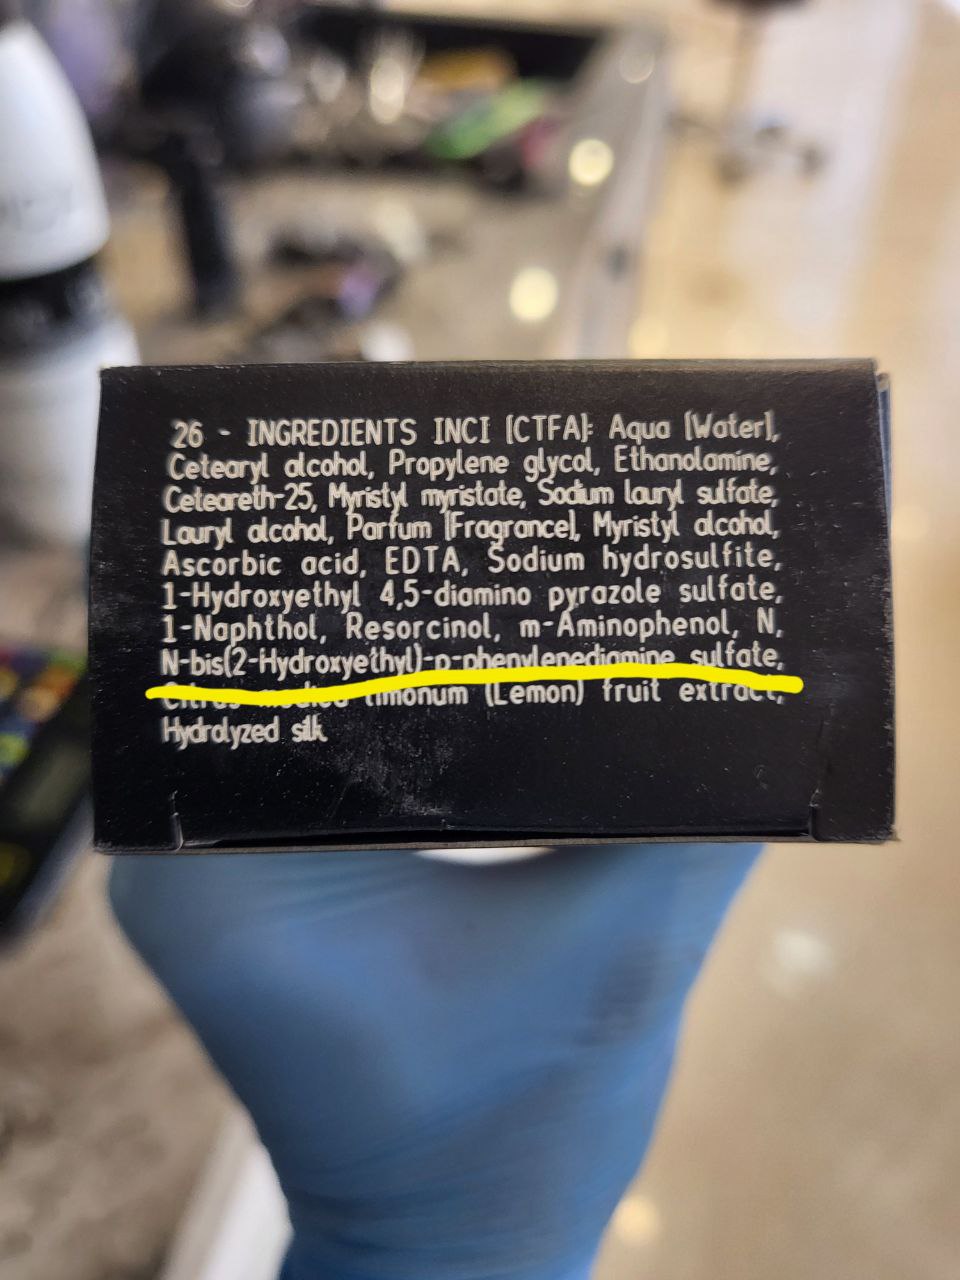 26 - INGREDIENTS INCI (CTFA): Aqua (Water),
Cetearyl alcohol, Propylene glycol, Ethanolamine,
Ceteareth-25, Myristyl myristate, Sodium lauryl sulfate,
Lauryl alcohol, Parfum (Fragrance), Myristyl alcohol,
Ascorbic acid, EDTA, Sodium hydrosulfite,
1-Hydroxyethyl 4,5-diamino pyrazole sulfate,
1-Naphthol, Resorcinol, m-Aminophenol, N,
N-bis(2-Hydroxyethyl)-p-phenylenediamine sulfate,
Citrus medica limonum (Lemon) fruit extract,
Hydrolyzed silk